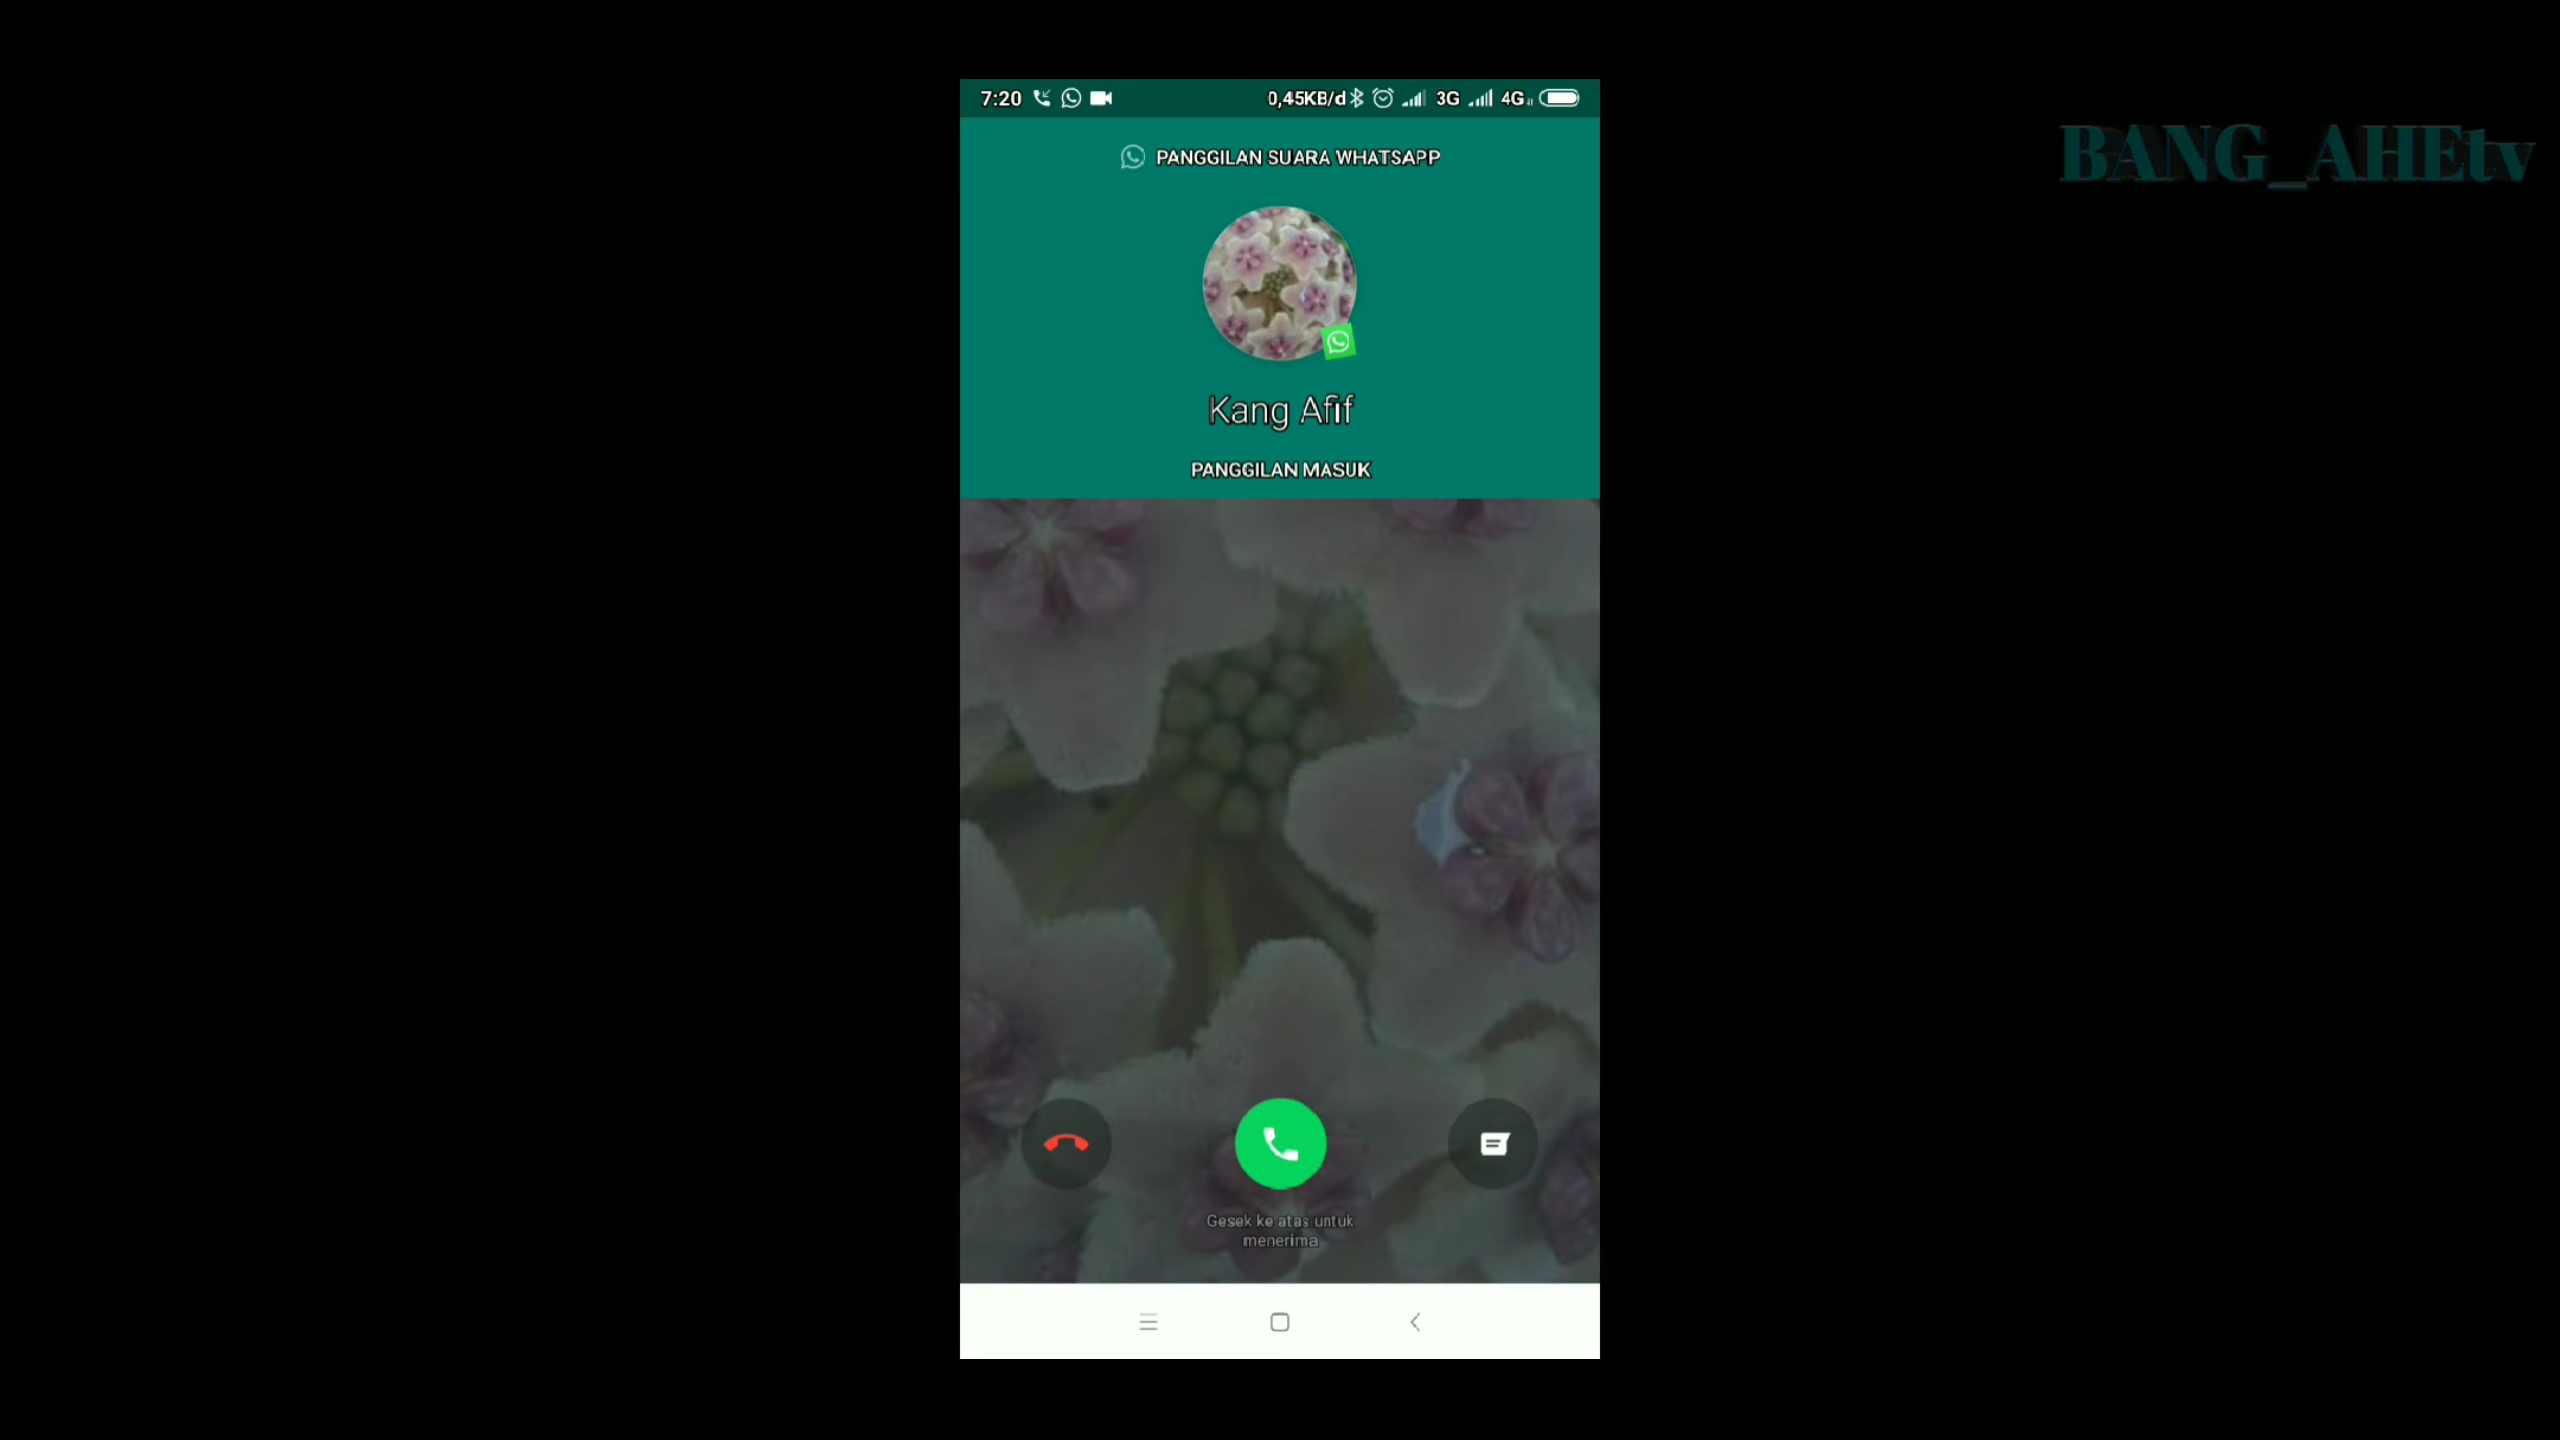 7:20 0,45KB/d 3G 4G
BANG_AHEtv
PANGGILAN SUARA WHATSAPP
Kang Afif
PANGGILAN MASUK
Gesek ke atas untuk
menerima